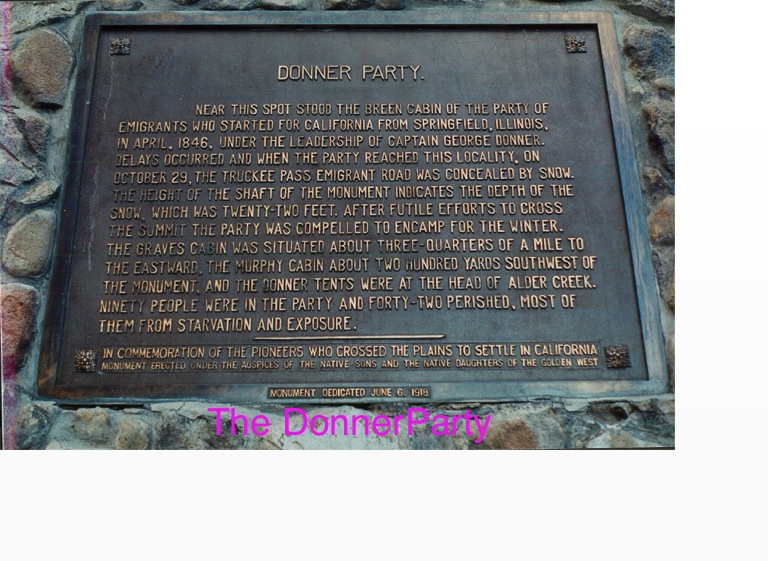 DONNER PARTY.
NEAR THIS SPOT STOOD THE BREEN CABIN OF THE PARTY OF
EMIGRANTS WHO STARTED FOR CALIFORNIA FROM SPRINGFIELD, ILLINOIS,
IN APRIL, 1846, UNDER THE LEADERSHIP OF CAPTAIN GEORGE DONNER.
DELAYS OCCURRED AND WHEN THE PARTY REACHED THIS LOCALITY, ON
OCTOBER 29, THE TRUCKEE PASS EMIGRANT ROAD WAS CONCEALED BY SNOW.
THE HEIGHT OF THE SHAFT OF THE MONUMENT INDICATES THE DEPTH OF THE
SNOW, WHICH WAS TWENTY-TWO FEET. AFTER FUTILE EFFORTS TO CROSS
THE SUMMIT THE PARTY WAS COMPELLED TO ENCAMP FOR THE WINTER.
THE GRAVES CABIN WAS SITUATED ABOUT THREE-QUARTERS OF A MILE TO
THE EASTWARD, THE MURPHY CABIN ABOUT TWO HUNDRED YARDS SOUTHWEST OF
THE MONUMENT, AND THE DONNER TENTS WERE AT THE HEAD OF ALDER CREEK.
NINETY PEOPLE WERE IN THE PARTY AND FORTY-TWO PERISHED, MOST OF
THEM FROM STARVATION AND EXPOSURE.
IN COMMEMORATION OF THE PIONEERS WHO CROSSED THE PLAINS TO SETTLE IN CALIFORNIA
MONUMENT ERECTED UNDER THE AUSPICES OF THE NATIVE SONS AND THE NATIVE DAUGHTERS OF THE GOLDEN WEST
MONUMENT DEDICATED JUNE 6, 1918
The DonnerParty